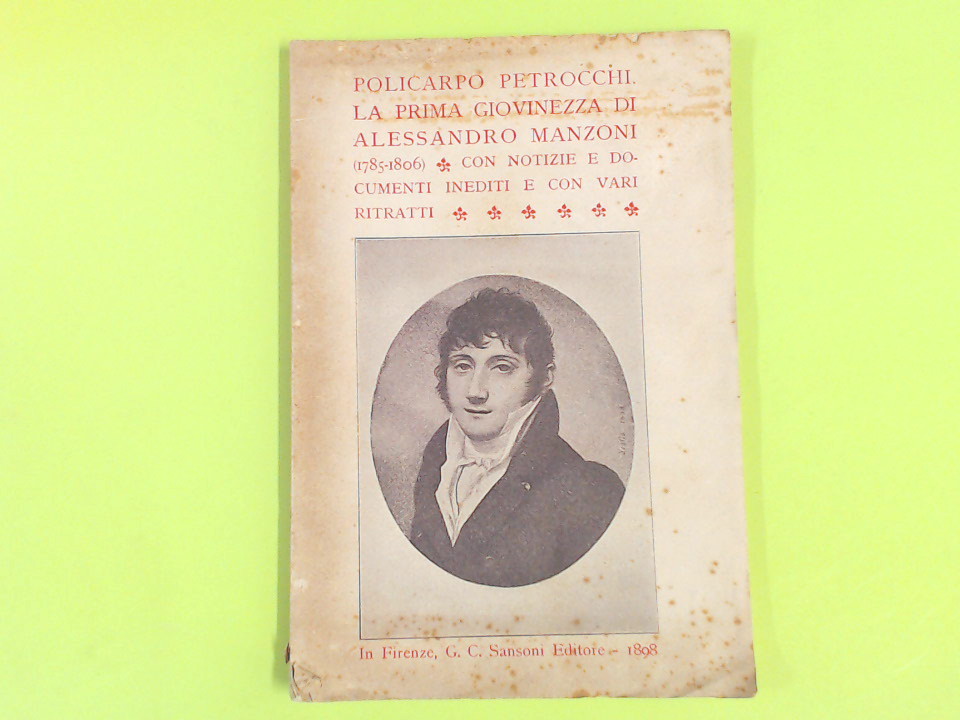 POLICARPO PETROCCHI.
LA PRIMA GIOVINEZZA DI
ALESSANDRO MANZONI
(1785-1806) CON NOTIZIE E DO-
CUMENTI INEDITI E CON VARI
RITRATTI
In Firenze, G. C. Sansoni Editore - 1898